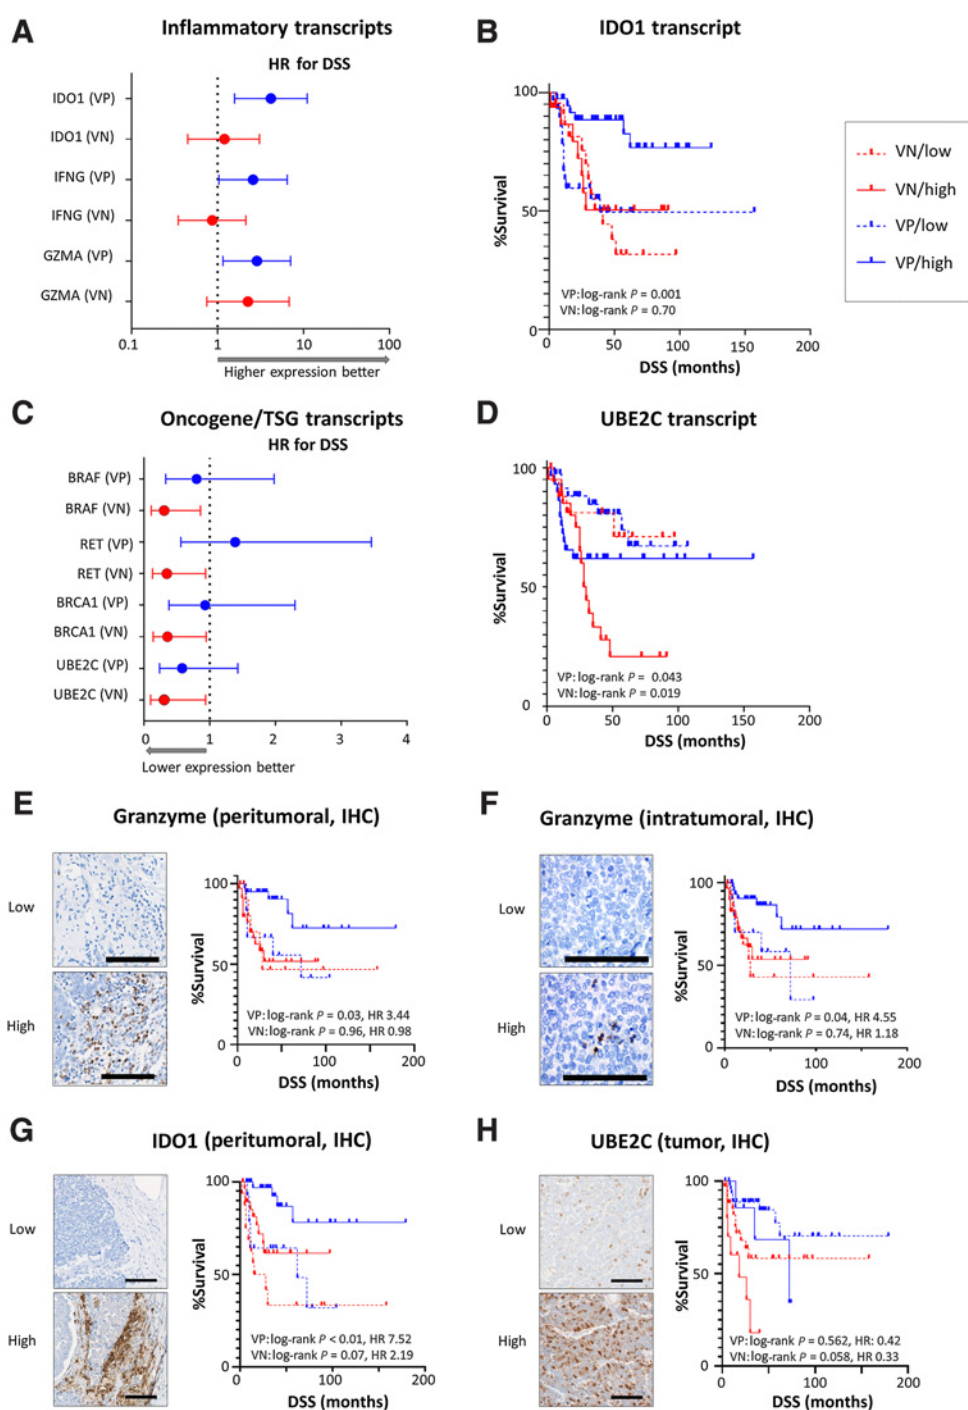 A
Inflammatory transcripts
HR for DSS
IDO1 (VP)
IDO1 (VN)
IFNG (VP)
IFNG (VN)
GZMA (VP)
GZMA (VN)
0.1 1 10 100
Higher expression better
B
IDO1 transcript
%Survival
100
50
0
VP: log-rank P = 0.001
VN: log-rank P = 0.70
0 50 100 150 200
DSS (months)
VN/low
VN/high
VP/low
VP/high
C
Oncogene/TSG transcripts
HR for DSS
BRAF (VP)
BRAF (VN)
RET (VP)
RET (VN)
BRCA1 (VP)
BRCA1 (VN)
UBE2C (VP)
UBE2C (VN)
0 1 2 3 4
Lower expression better
D
UBE2C transcript
%Survival
100
50
0
VP: log-rank P = 0.043
VN: log-rank P = 0.019
0 50 100 150 200
DSS (months)
E
Granzyme (peritumoral, IHC)
Low
High
%Survival
100
50
0
VP: log-rank P = 0.03, HR 3.44
VN: log-rank P = 0.96, HR 0.98
0 100 200
DSS (months)
F
Granzyme (intratumoral, IHC)
Low
High
%Survival
100
50
0
VP: log-rank P = 0.04, HR 4.55
VN: log-rank P = 0.74, HR 1.18
0 100 200
DSS (months)
G
IDO1 (peritumoral, IHC)
Low
High
%Survival
100
50
0
VP: log-rank P < 0.01, HR 7.52
VN: log-rank P = 0.07, HR 2.19
0 100 200
DSS (months)
H
UBE2C (tumor, IHC)
Low
High
%Survival
100
50
0
VP: log-rank P = 0.562, HR: 0.42
VN: log-rank P = 0.058, HR 0.33
0 100 200
DSS (months)